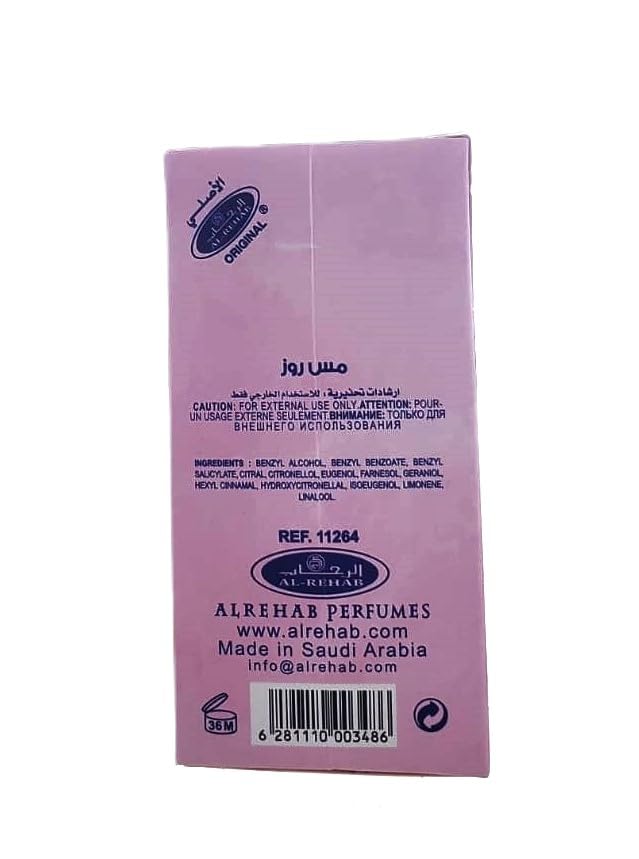 الأصلي
الرحاب
AL-REHAB
ORIGINAL ®
مس روز
ارشادات تحذيرية : للاستخدام الخارجي فقط
CAUTION: FOR EXTERNAL USE ONLY.ATTENTION: POUR-
UN USAGE EXTERNE SEULEMENT.ВНИМАНИЕ: ТОЛЬКО ДЛЯ
ВНЕШНЕГО ИСПОЛЬЗОВАНИЯ
INGREDIENTS : BENZYL ALCOHOL, BENZYL BENZOATE, BENZYL
SALICYLATE, CITRAL, CITRONELLOL, EUGENOL, FARNESOL, GERANIOL,
HEXYL CINNAMAL, HYDROXYCITRONELLAL, ISOEUGENOL, LIMONENE,
LINALOOL.
REF. 11264
الرحاب
AL-REHAB
ALREHAB PERFUMES
www.alrehab.com
Made in Saudi Arabia
info@alrehab.com
36M
6 281110 003486